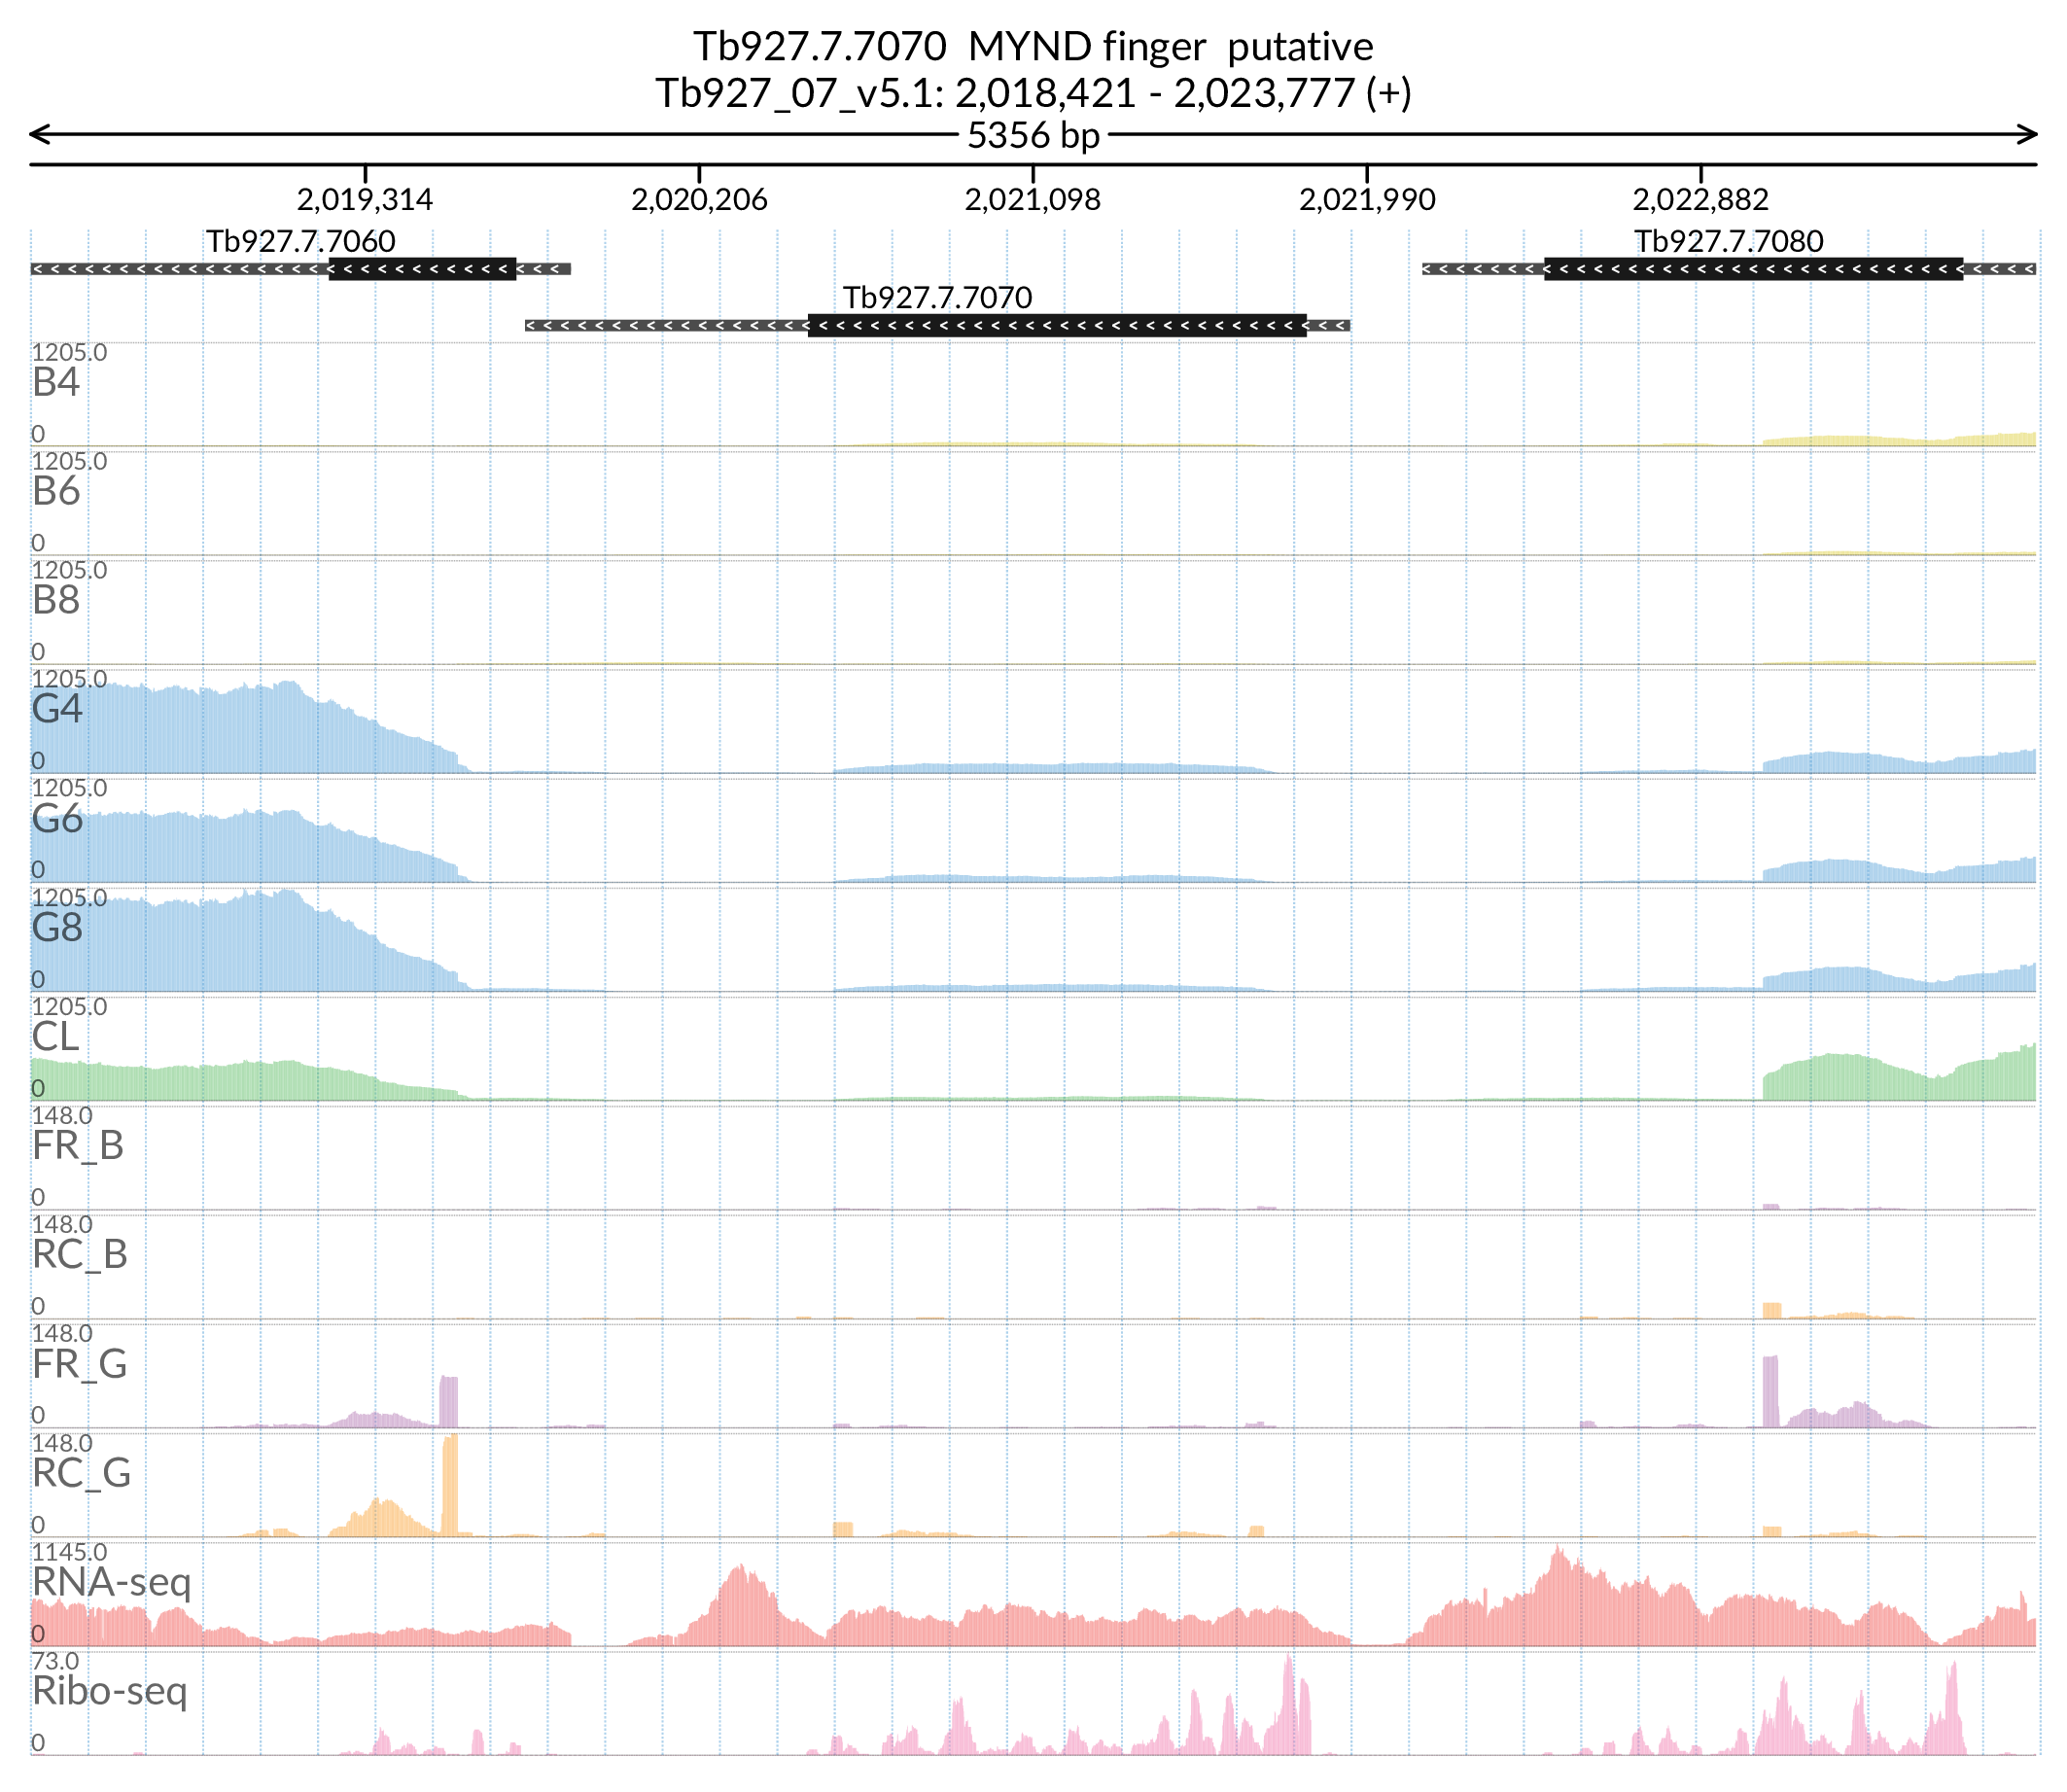 Tb927.7.7070 MYND finger putative
Tb927_07_v5.1: 2,018,421 - 2,023,777 (+)
5356 bp
2,019,314 2,020,206 2,021,098 2,021,990 2,022,882
Tb927.7.7060 Tb927.7.7080
Tb927.7.7070
1205.0
B4
0
1205.0
B6
0
1205.0
B8
0
1205.0
G4
0
1205.0
G6
0
1205.0
G8
0
1205.0
CL
0
148.0
FR_B
0
148.0
RC_B
0
148.0
FR_G
0
148.0
RC_G
0
1145.0
RNA-seq
0
73.0
Ribo-seq
0